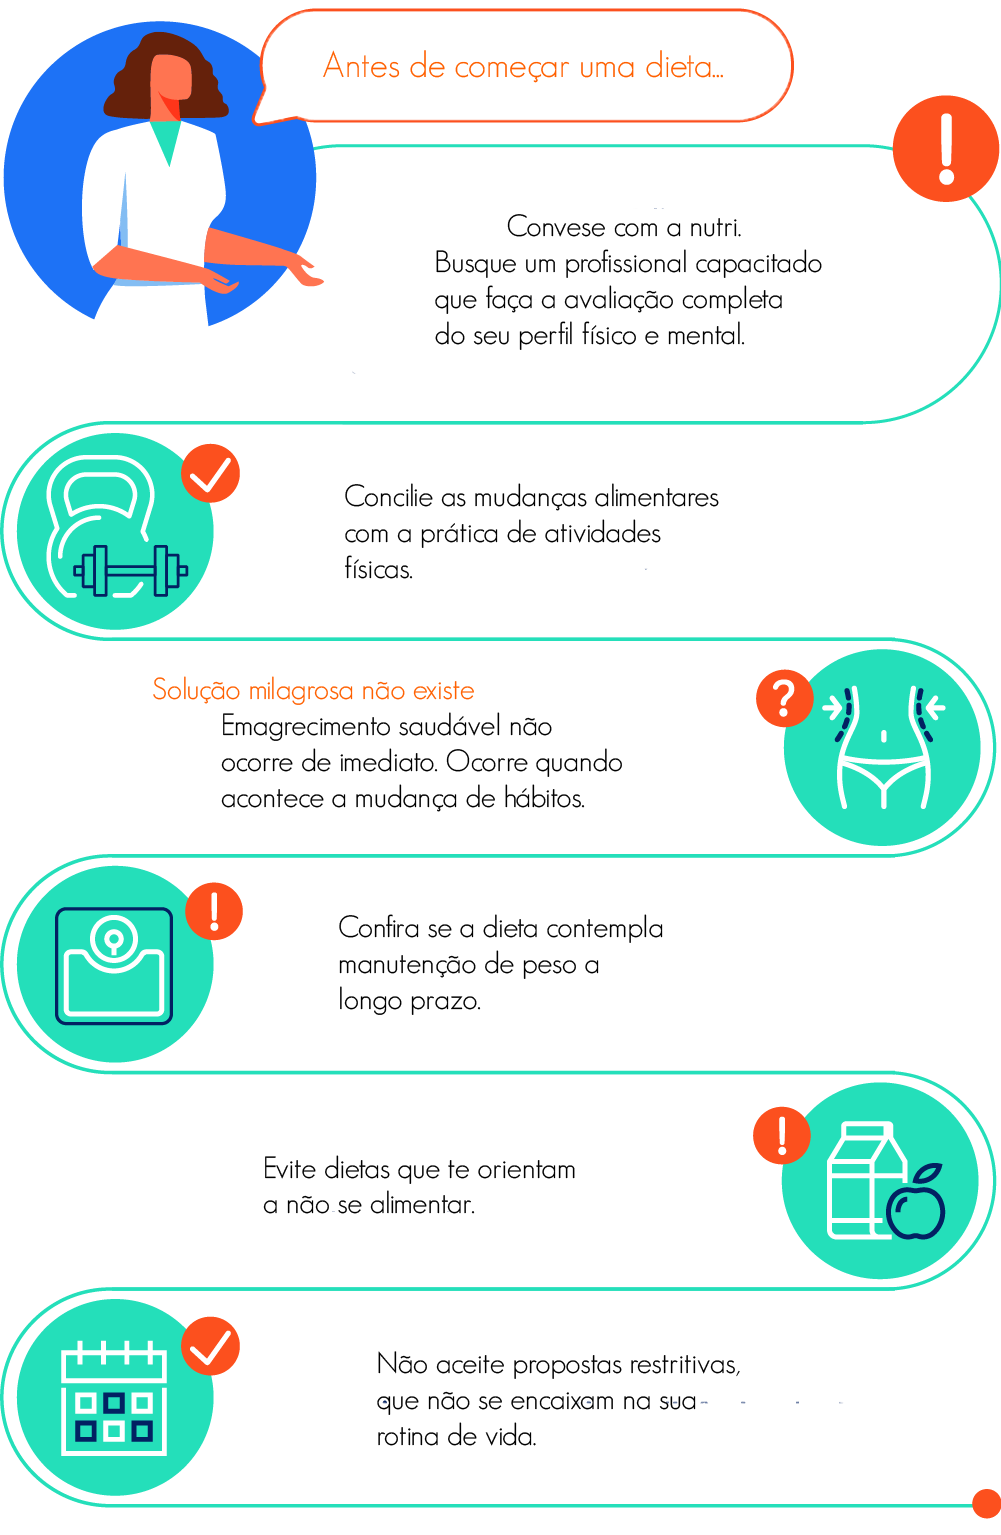 Antes de começar uma dieta...
Convese com a nutri.
Busque um profissional capacitado
que faça a avaliação completa
do seu perfil físico e mental.
Concilie as mudanças alimentares
com a prática de atividades
físicas.
Solução milagrosa não existe
Emagrecimento saudável não
ocorre de imediato. Ocorre quando
acontece a mudança de hábitos.
Confira se a dieta contempla
manutenção de peso a
longo prazo.
Evite dietas que te orientam
a não se alimentar.
Não aceite propostas restritivas,
que não se encaixam na sua
rotina de vida.